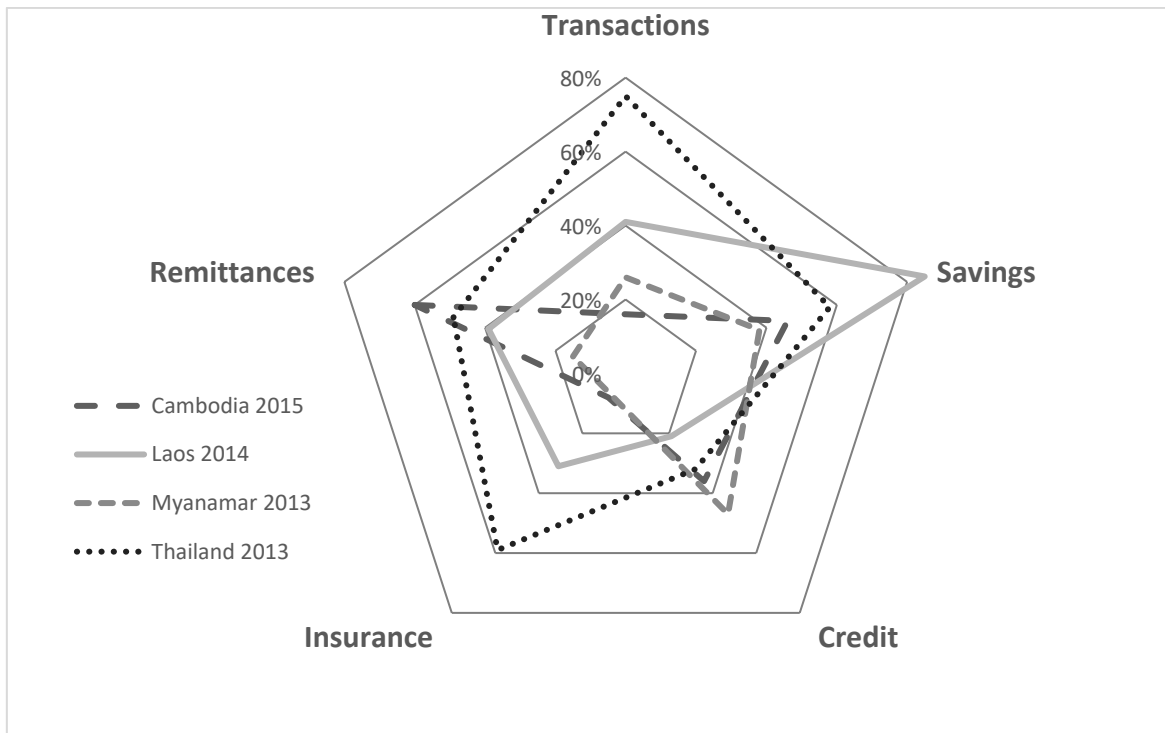 Transactions
80%
60%
40%
20%
0%
Remittances
Savings
Cambodia 2015
Laos 2014
Myanamar 2013
Thailand 2013
Insurance
Credit